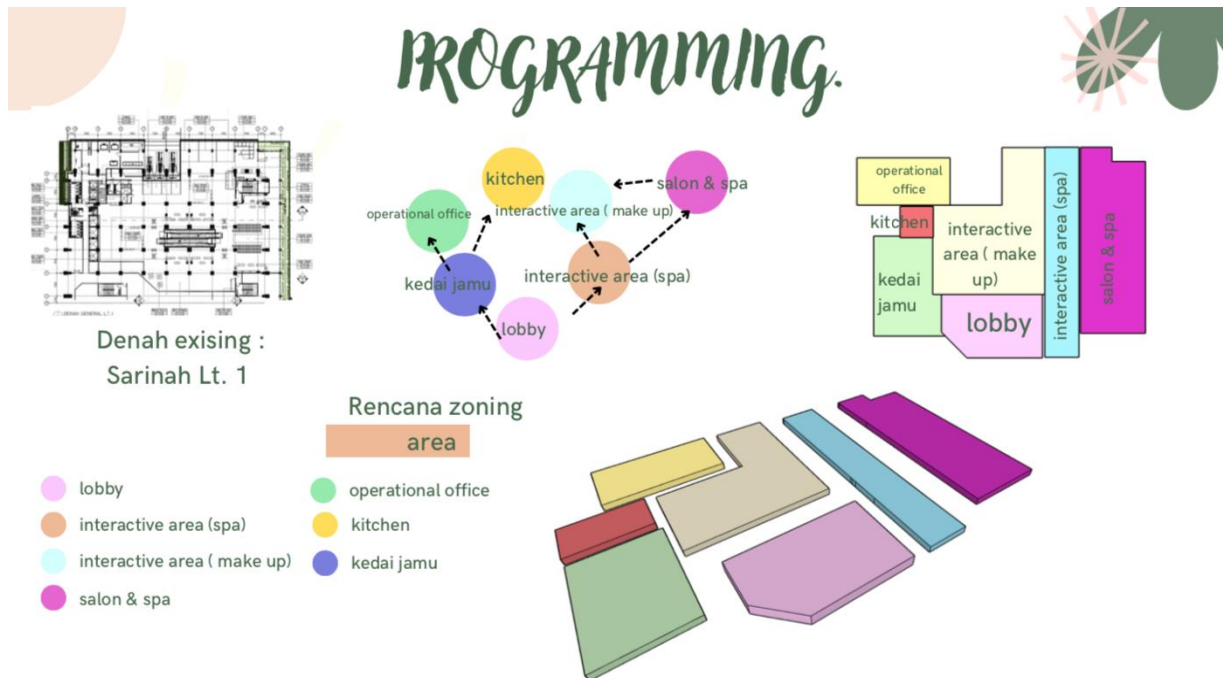 PROGRAMMING.
Denah exising :
Sarinah Lt. 1
kitchen
salon & spa
operational office
interactive area ( make up)
kedai jamu
interactive area (spa)
lobby
operational
office
kitchen
interactive
area ( make
up)
kedai
jamu
lobby
interactive area (spa)
salon & spa
Rencana zoning
area
lobby
interactive area (spa)
interactive area ( make up)
salon & spa
operational office
kitchen
kedai jamu